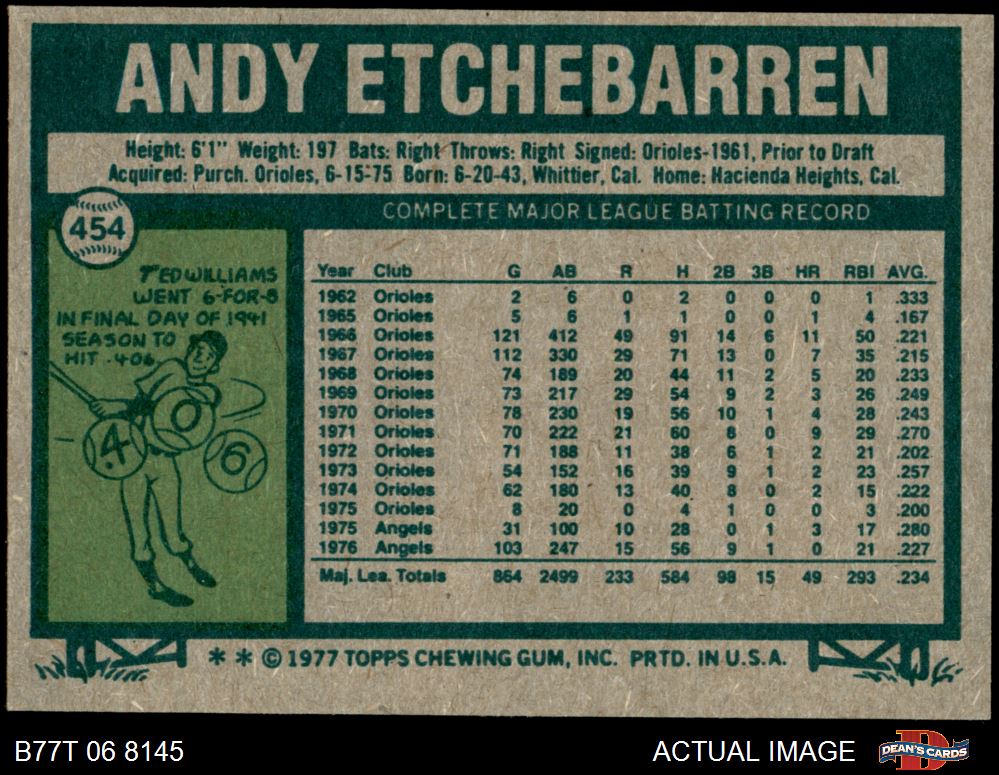 ANDY ETCHEBARREN
Height: 6'1" Weight: 197 Bats: Right Throws: Right Signed: Orioles-1961, Prior to Draft
Acquired: Purch. Orioles, 6-15-75 Born: 6-20-43, Whittier, Cal. Home: Hacienda Heights, Cal.
454
COMPLETE MAJOR LEAGUE BATTING RECORD
TED WILLIAMS
WENT 6-FOR-8
IN FINAL DAY OF 1941
SEASON TO
HIT .406
.4 0 6
Year Club G AB R H 2B 3B HR RBI AVG.
1962 Orioles 2 6 0 2 0 0 0 1 .333
1965 Orioles 5 6 1 1 0 0 1 4 .167
1966 Orioles 121 412 49 91 14 6 11 50 .221
1967 Orioles 112 330 29 71 13 0 7 35 .215
1968 Orioles 74 189 20 44 11 2 5 20 .233
1969 Orioles 73 217 29 54 9 2 3 26 .249
1970 Orioles 78 230 19 56 10 1 4 28 .243
1971 Orioles 70 222 21 60 8 0 9 29 .270
1972 Orioles 71 188 11 38 6 1 2 21 .202
1973 Orioles 54 152 16 39 9 1 2 23 .257
1974 Orioles 62 180 13 40 8 0 2 15 .222
1975 Orioles 8 20 0 4 1 0 0 3 .200
1975 Angels 31 100 10 28 0 1 3 17 .280
1976 Angels 103 247 15 56 9 1 0 21 .227
Maj. Lea. Totals 864 2499 233 584 98 15 49 293 .234
* * © 1977 TOPPS CHEWING GUM, INC. PRTD. IN U.S.A.
B77T 06 8145
ACTUAL IMAGE
D
DEAN'S CARDS